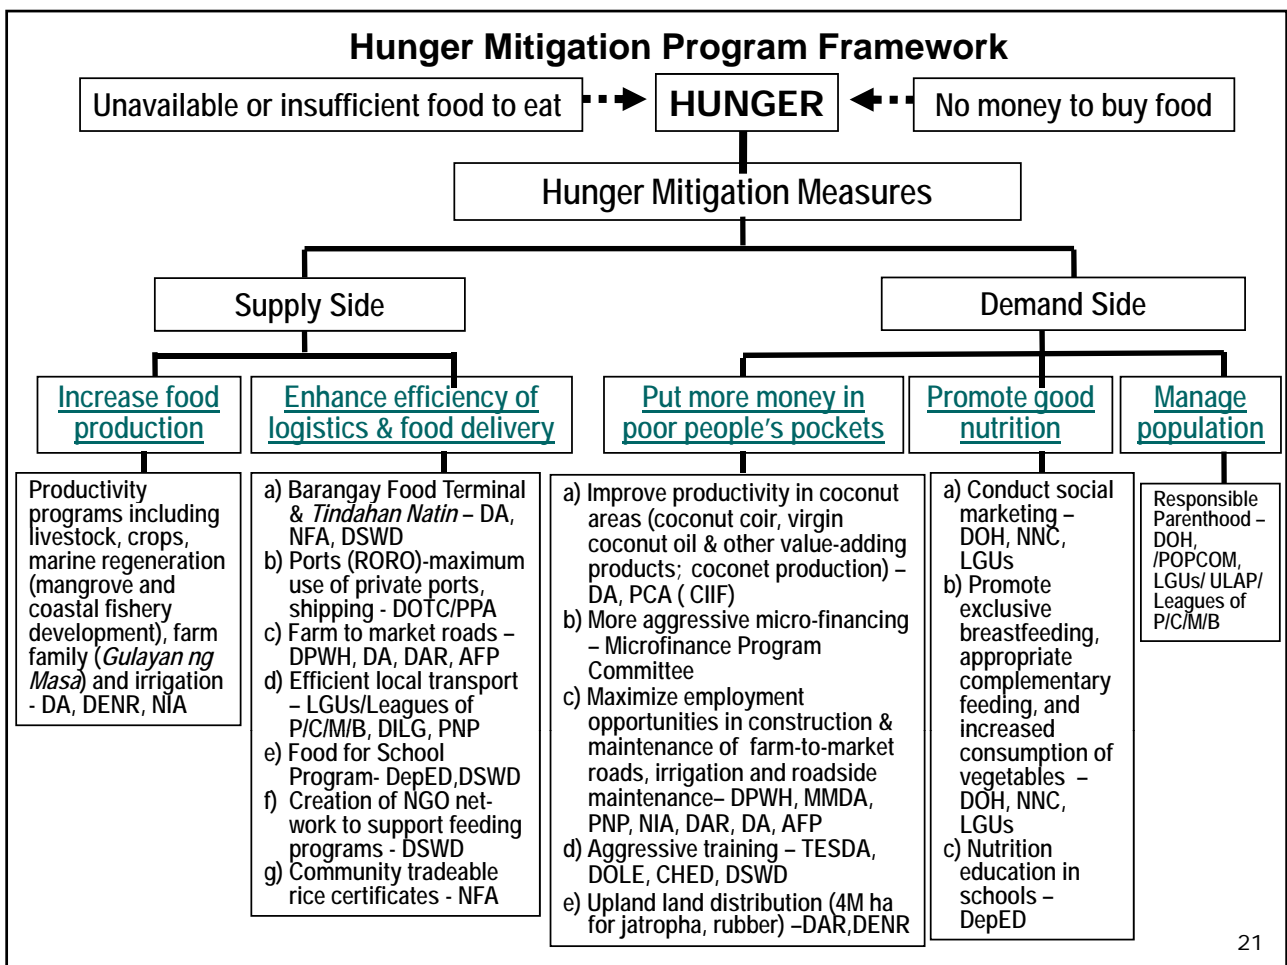 Hunger Mitigation Program Framework
Unavailable or insufficient food to eat
HUNGER
No money to buy food
Hunger Mitigation Measures
Supply Side
Demand Side
Increase food
production
Productivity
programs including
livestock, crops,
marine regeneration
(mangrove and
coastal fishery
development), farm
family (Gulayan ng
Masa) and irrigation
- DA, DENR, NIA
Enhance efficiency of
logistics & food delivery
a) Barangay Food Terminal
& Tindahan Natin – DA,
NFA, DSWD
b) Ports (RORO)-maximum
use of private ports,
shipping - DOTC/PPA
c) Farm to market roads –
DPWH, DA, DAR, AFP
d) Efficient local transport
– LGUs/Leagues of
P/C/M/B, DILG, PNP
e) Food for School
Program- DepED,DSWD
f) Creation of NGO net-
work to support feeding
programs - DSWD
g) Community tradeable
rice certificates - NFA
Put more money in
poor people's pockets
a) Improve productivity in coconut
areas (coconut coir, virgin
coconut oil & other value-adding
products; coconet production) –
DA, PCA ( CIIF)
b) More aggressive micro-financing
– Microfinance Program
Committee
c) Maximize employment
opportunities in construction &
maintenance of farm-to-market
roads, irrigation and roadside
maintenance– DPWH, MMDA,
PNP, NIA, DAR, DA, AFP
d) Aggressive training – TESDA,
DOLE, CHED, DSWD
e) Upland land distribution (4M ha
for jatropha, rubber) –DAR,DENR
Promote good
nutrition
a) Conduct social
marketing –
DOH, NNC,
LGUs
b) Promote
exclusive
breastfeeding,
appropriate
complementary
feeding, and
increased
consumption of
vegetables –
DOH, NNC,
LGUs
c) Nutrition
education in
schools –
DepED
Manage
population
Responsible
Parenthood –
DOH,
/POPCOM,
LGUs/ ULAP/
Leagues of
P/C/M/B
21